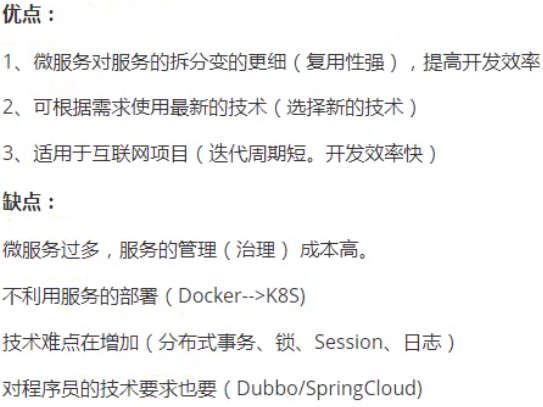 优点：
1、微服务对服务的拆分变的更细（复用性强），提高开发效率
2、可根据需求使用最新的技术（选择新的技术）
3、适用于互联网项目（迭代周期短。开发效率快）
缺点：
微服务过多，服务的管理（治理） 成本高。
不利用服务的部署（Docker-->K8S)
技术难点在增加（分布式事务、锁、Session、日志）
对程序员的技术要求也要（Dubbo/SpringCloud)